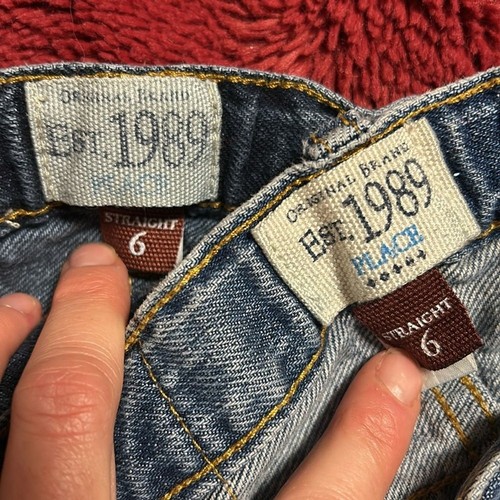 ORIGINAL BRAND
EST. 1989
PLACE
STRAIGHT
6
ORIGINAL BRAND
EST. 1989
PLACE
STRAIGHT
6